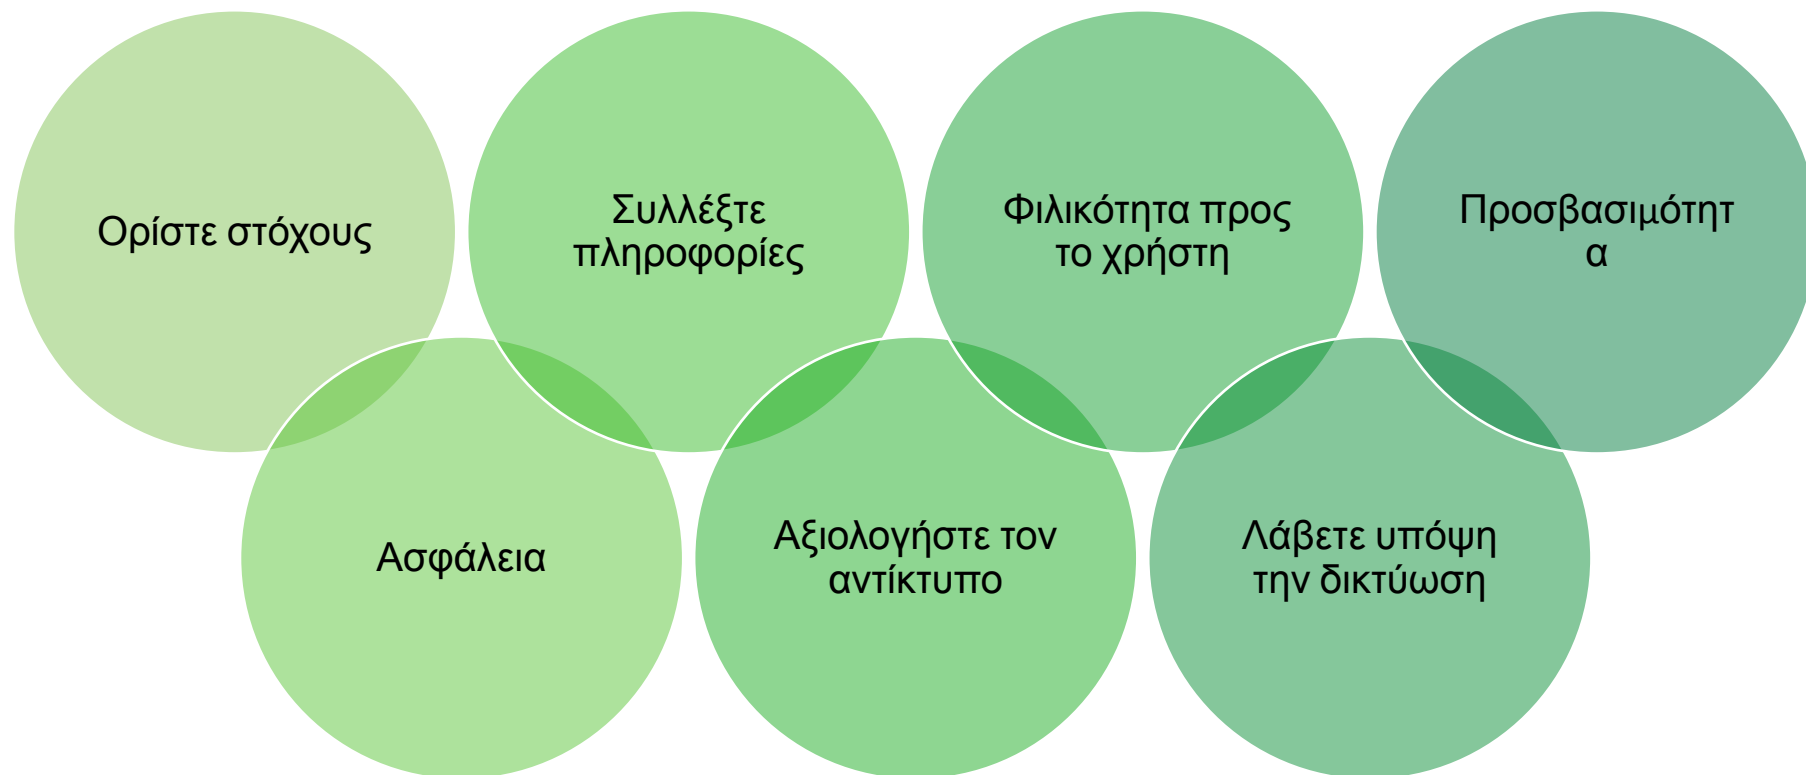 Ορίστε στόχους
Συλλέξτε
πληροφορίες
Φιλικότητα προς
το χρήστη
Προσβασιμότητ
α
Ασφάλεια
Αξιολογήστε τον
αντίκτυπο
Λάβετε υπόψη
την δικτύωση